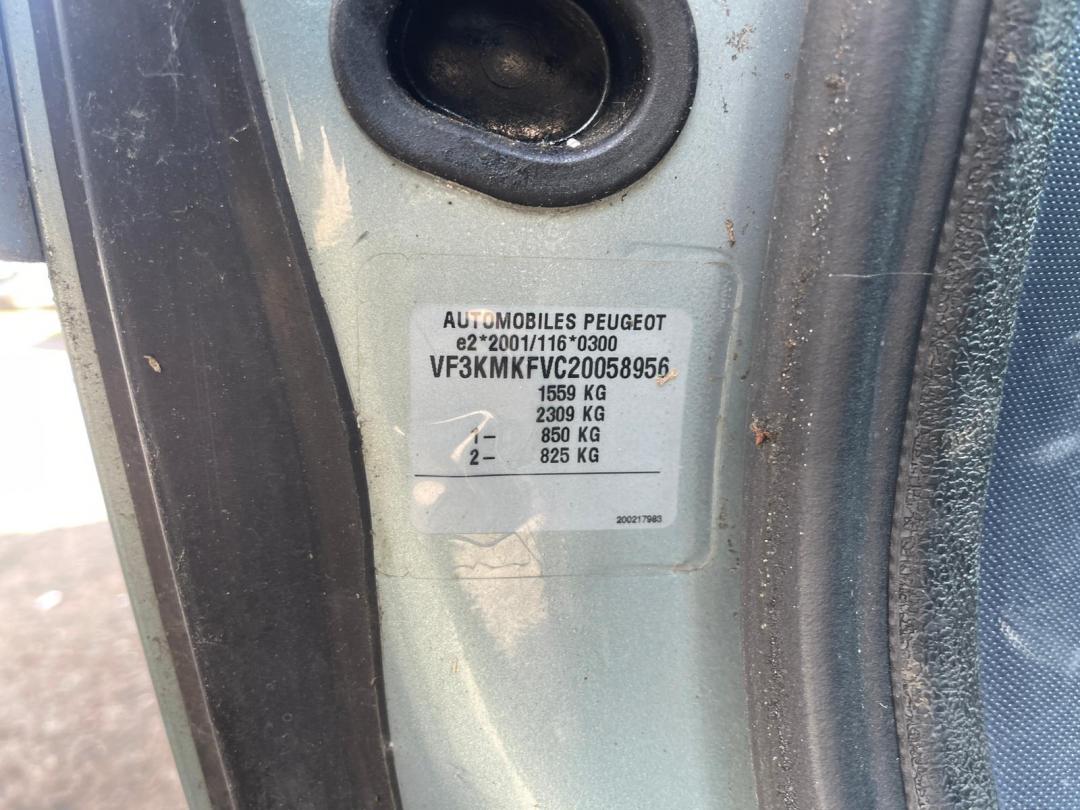 AUTOMOBILES PEUGEOT
e2*2001/116*0300
VF3KMKFVC20058956
1559 KG
2309 KG
1– 850 KG
2– 825 KG
200217983